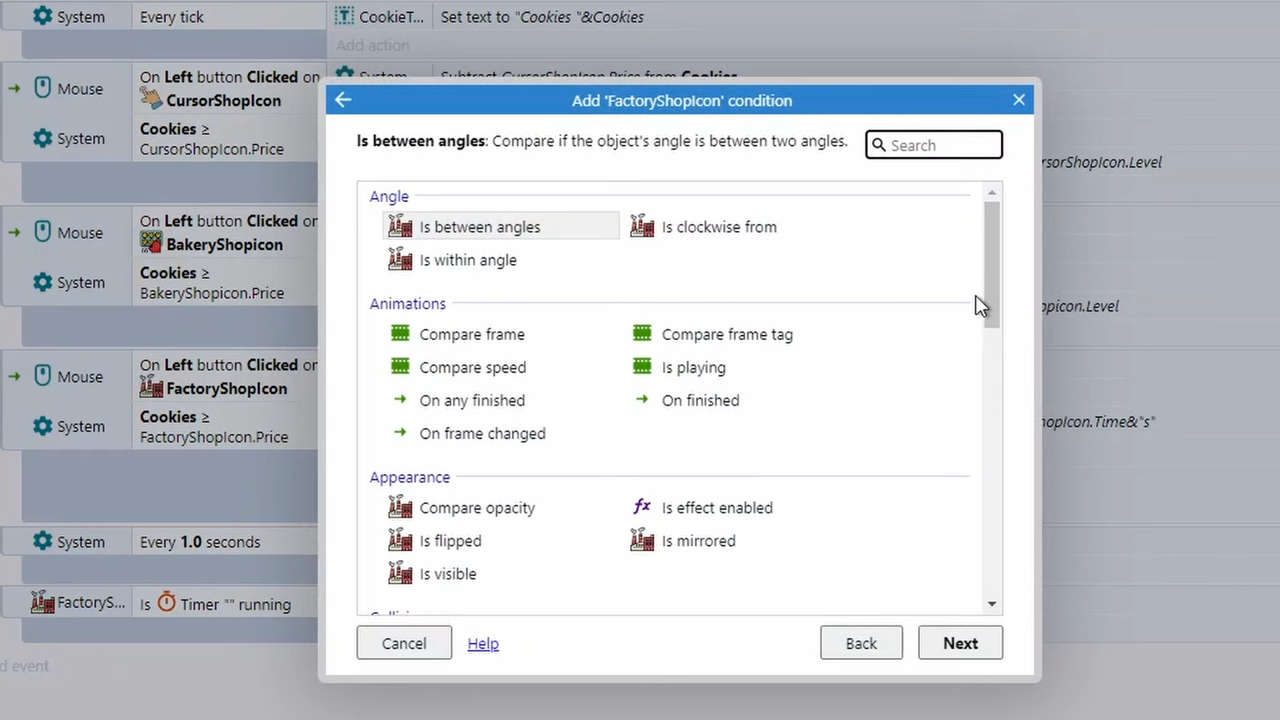 System Every tick CookieT... Set text to "Cookies "&Cookies
Add action
System Subtract CursorShopIcon.Price from Cookies
Mouse On Left button Clicked on
CursorShopIcon
System Cookies ≥
CursorShopIcon.Price
Mouse On Left button Clicked on
BakeryShopicon
System Cookies ≥
BakeryShopicon.Price
Mouse On Left button Clicked on
FactoryShopIcon
System Cookies ≥
FactoryShopIcon.Price
System Every 1.0 seconds
FactoryS... Is Timer "" running
d event
Add 'FactoryShopIcon' condition
Is between angles: Compare if the object's angle is between two angles.
Search
Angle
Is between angles Is clockwise from
Is within angle
Animations
Compare frame Compare frame tag
Compare speed Is playing
On any finished On finished
On frame changed
Appearance
Compare opacity fx Is effect enabled
Is flipped Is mirrored
Is visible
Cancel Help Back Next
rsorShopIcon.Level
opicon.Level
opIcon.Time&"s"